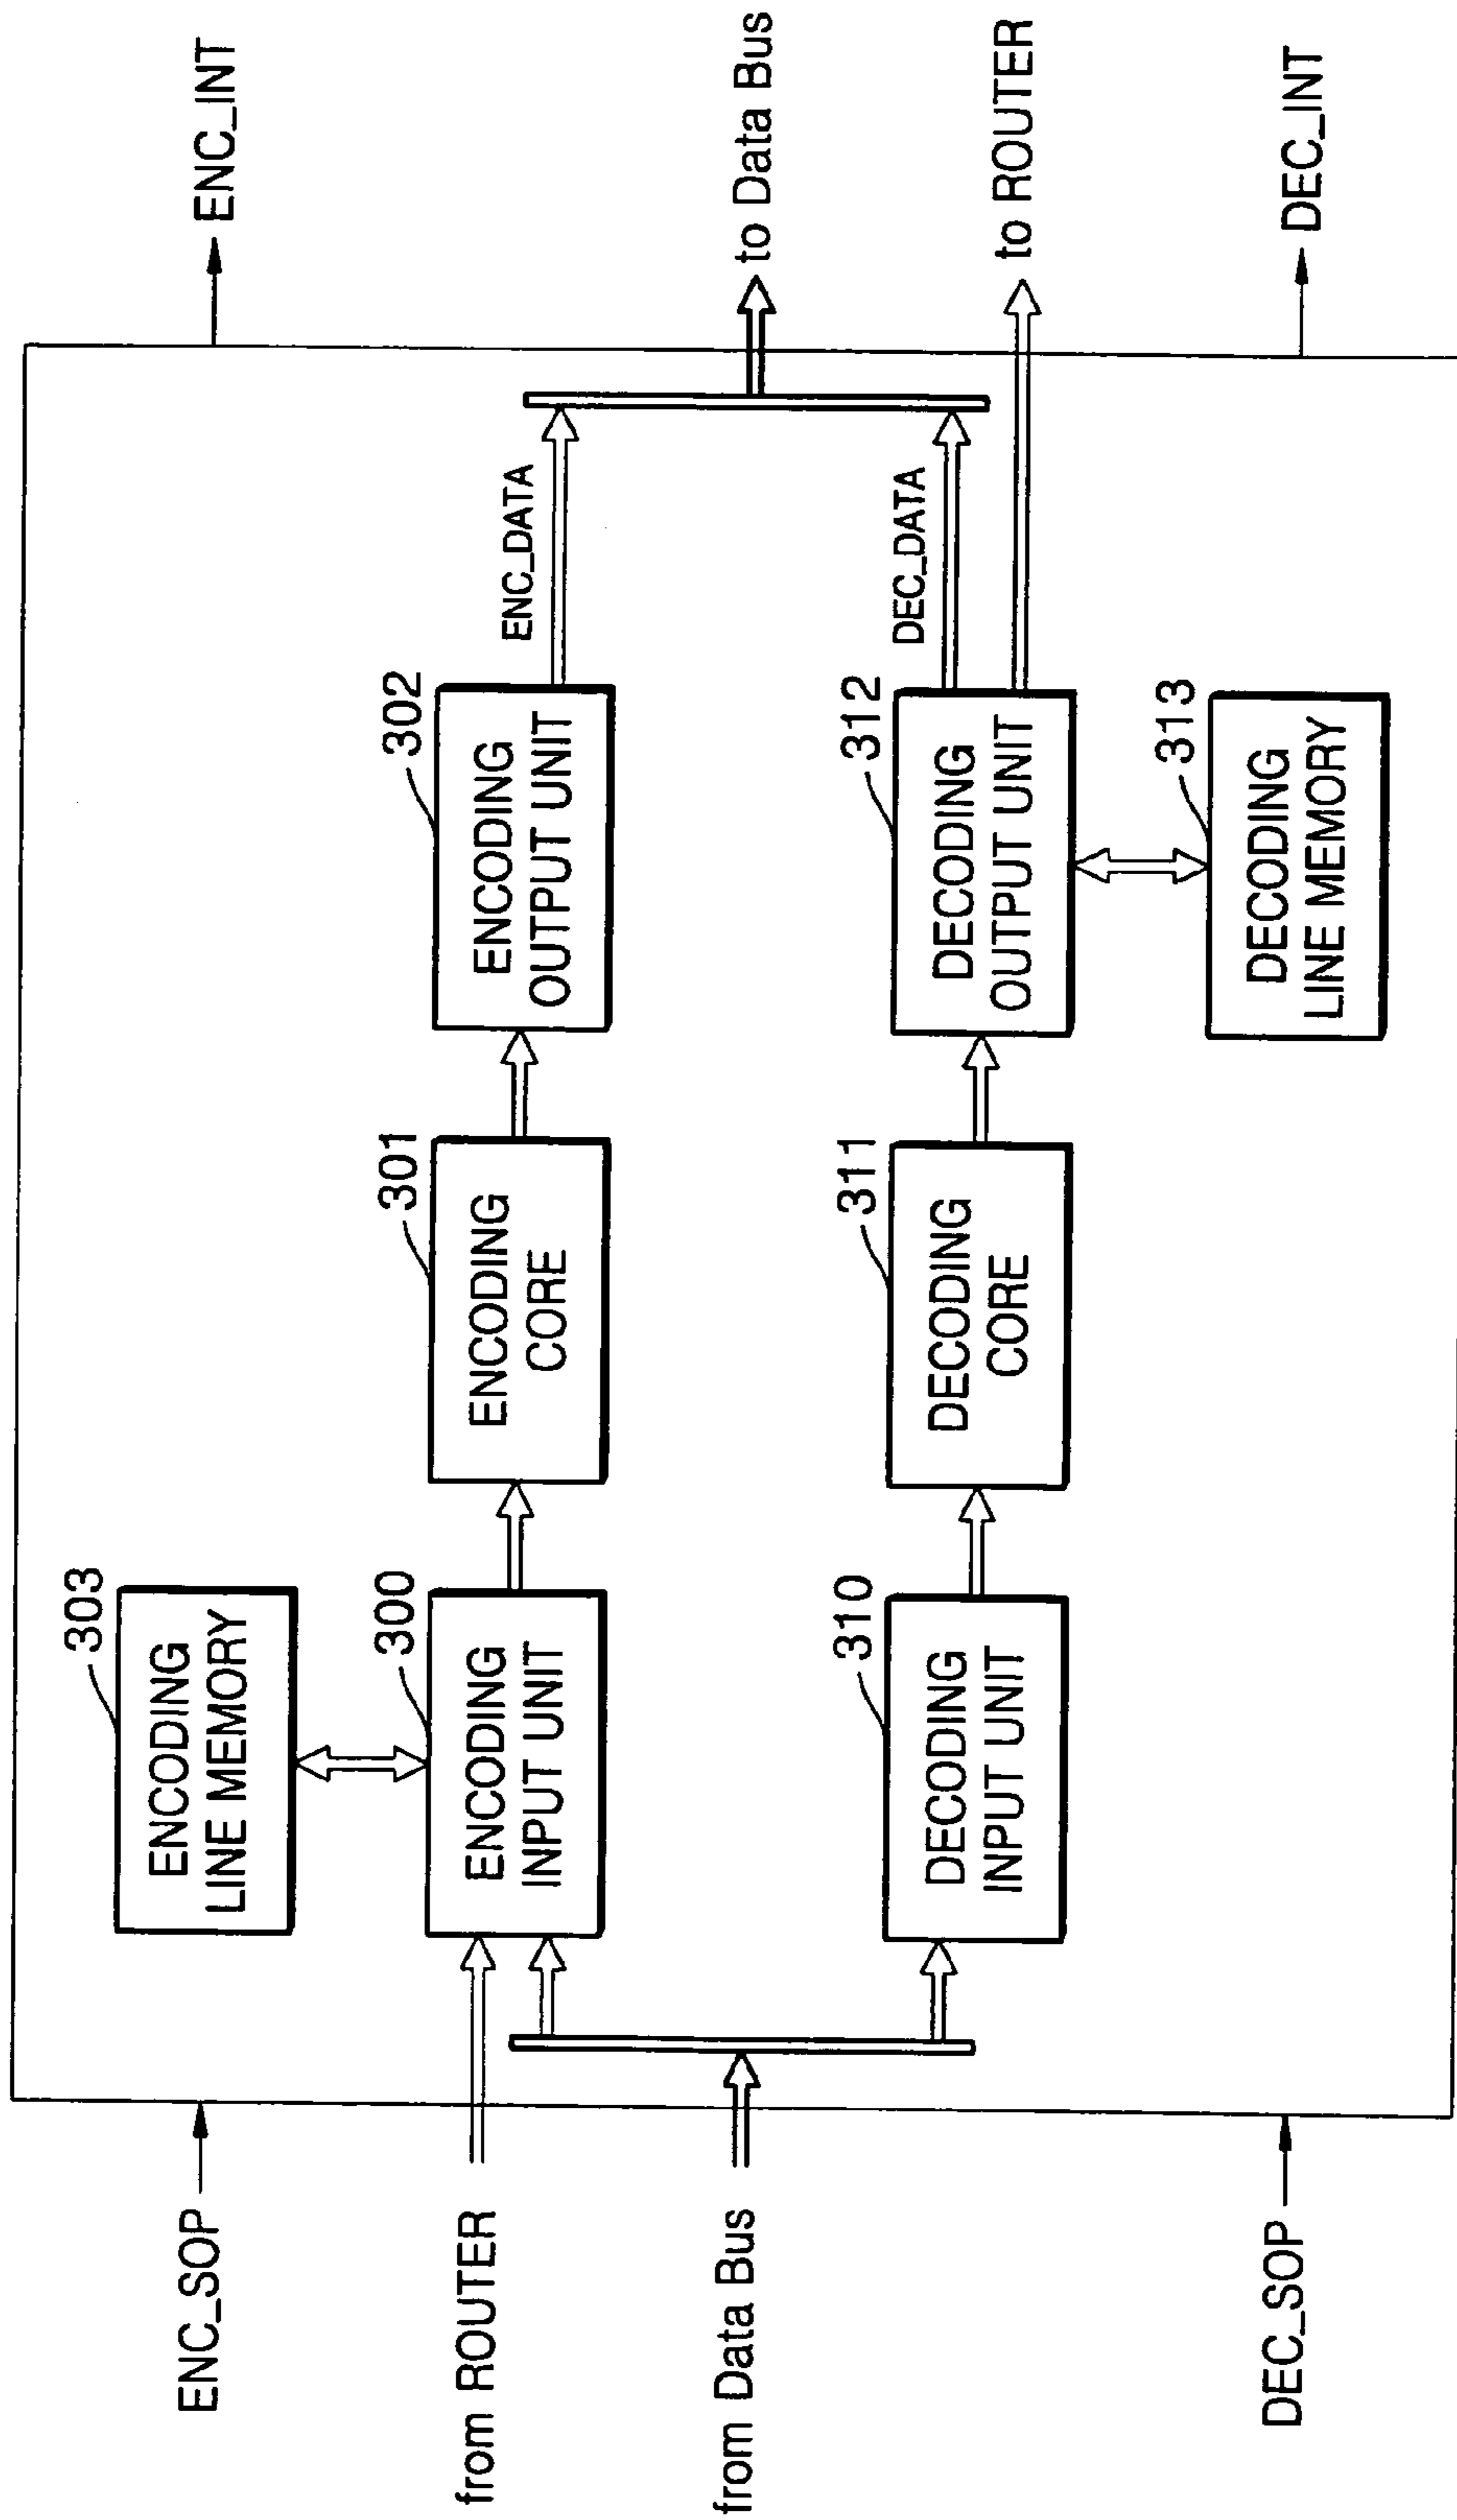 ENC_SOP
from ROUTER
from Data Bus
DEC_SOP
303
ENCODING
LINE MEMORY
300
ENCODING
INPUT UNIT
301
ENCODING
CORE
302
ENCODING
OUTPUT UNIT
ENC_DATA
310
DECODING
INPUT UNIT
311
DECODING
CORE
312
DECODING
OUTPUT UNIT
DEC_DATA
313
DECODING
LINE MEMORY
ENC_INT
to Data Bus
to ROUTER
DEC_INT